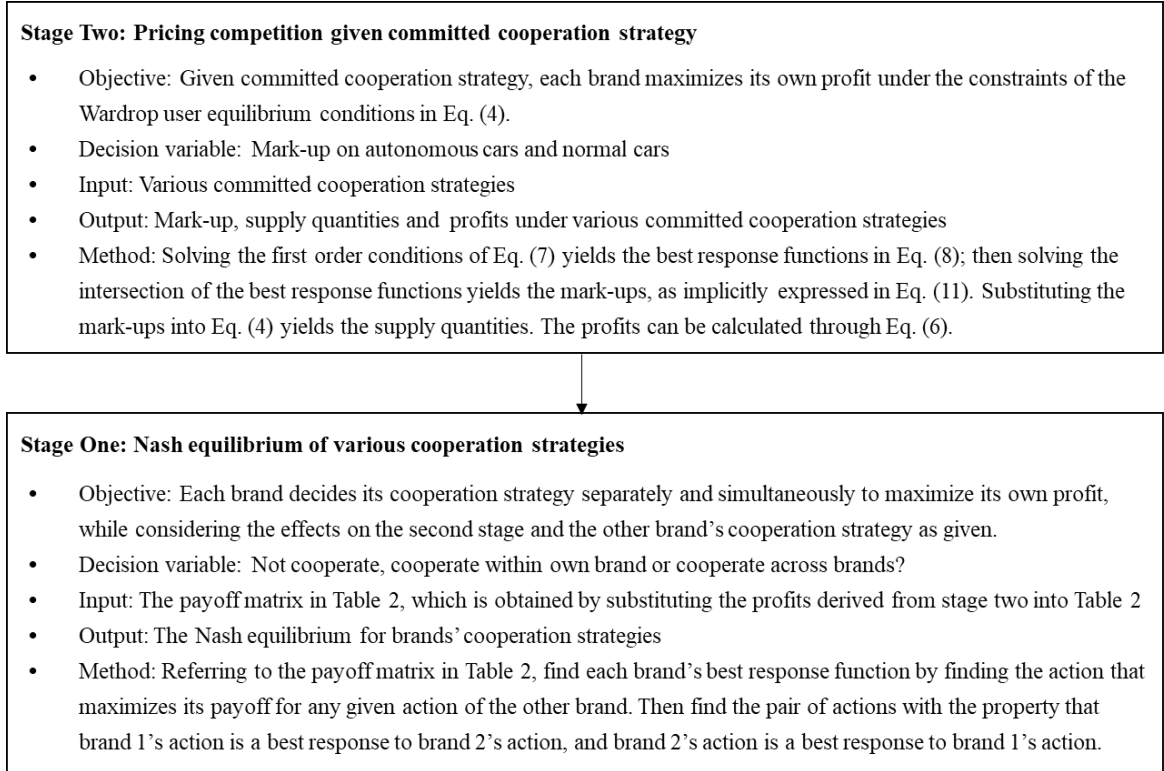 Stage Two: Pricing competition given committed cooperation strategy
• Objective: Given committed cooperation strategy, each brand maximizes its own profit under the constraints of the
Wardrop user equilibrium conditions in Eq. (4).
• Decision variable: Mark-up on autonomous cars and normal cars
• Input: Various committed cooperation strategies
• Output: Mark-up, supply quantities and profits under various committed cooperation strategies
• Method: Solving the first order conditions of Eq. (7) yields the best response functions in Eq. (8); then solving the
intersection of the best response functions yields the mark-ups, as implicitly expressed in Eq. (11). Substituting the
mark-ups into Eq. (4) yields the supply quantities. The profits can be calculated through Eq. (6).
Stage One: Nash equilibrium of various cooperation strategies
• Objective: Each brand decides its cooperation strategy separately and simultaneously to maximize its own profit,
while considering the effects on the second stage and the other brand's cooperation strategy as given.
• Decision variable: Not cooperate, cooperate within own brand or cooperate across brands?
• Input: The payoff matrix in Table 2, which is obtained by substituting the profits derived from stage two into Table 2
• Output: The Nash equilibrium for brands' cooperation strategies
• Method: Referring to the payoff matrix in Table 2, find each brand's best response function by finding the action that
maximizes its payoff for any given action of the other brand. Then find the pair of actions with the property that
brand 1's action is a best response to brand 2's action, and brand 2's action is a best response to brand 1's action.